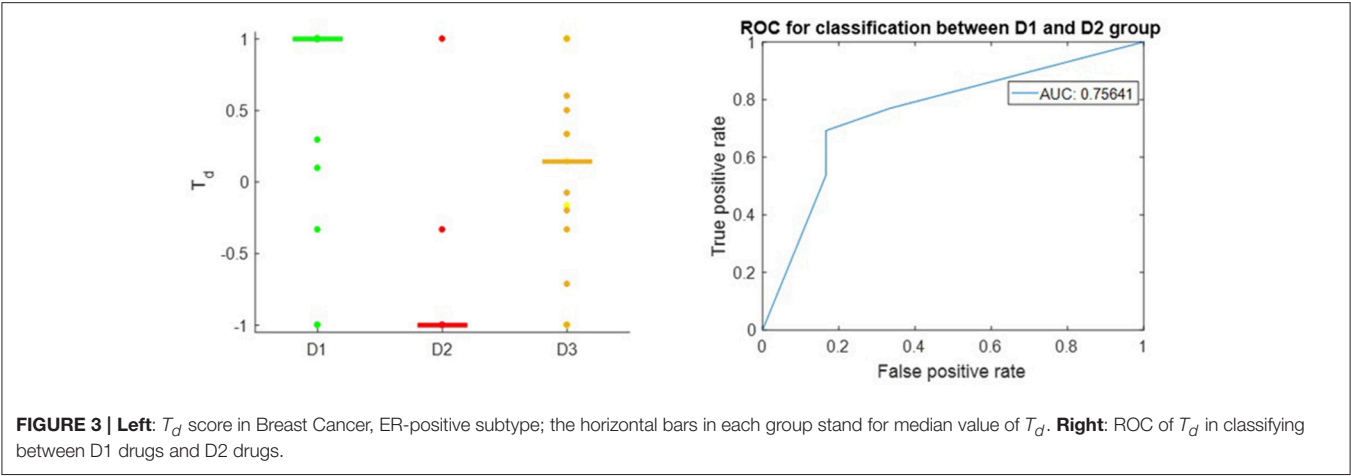 1
0.5
0
-0.5
-1
T_d
D1
D2
D3
ROC for classification between D1 and D2 group
1
0.8
0.6
0.4
0.2
0
True positive rate
AUC: 0.75641
0
0.2
0.4
0.6
0.8
1
False positive rate
FIGURE 3 | Left: T_d score in Breast Cancer, ER-positive subtype; the horizontal bars in each group stand for median value of T_d. Right: ROC of T_d in classifying
between D1 drugs and D2 drugs.